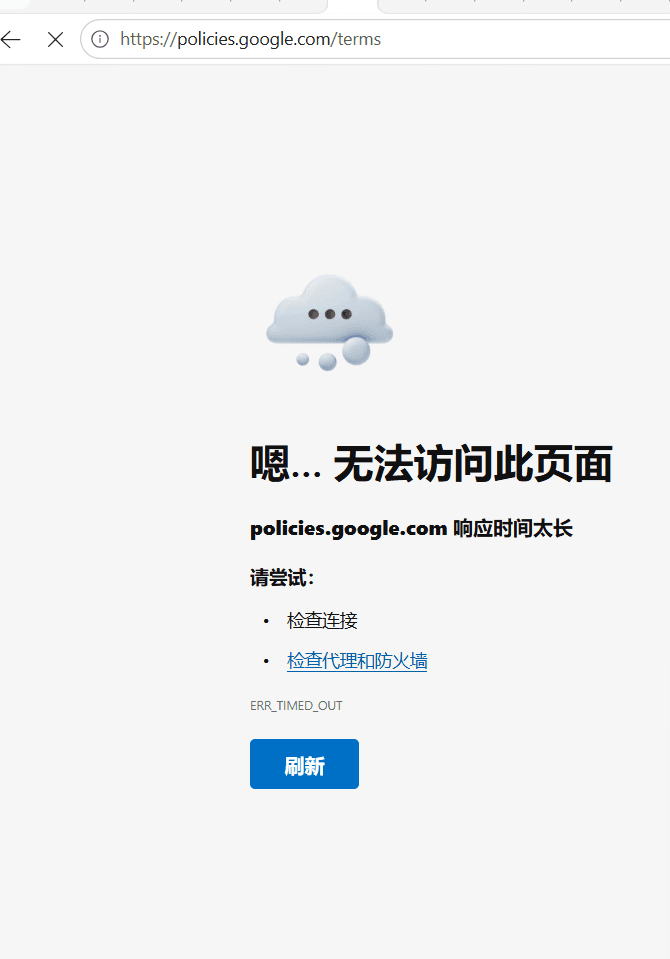 https://policies.google.com/terms
嗯... 无法访问此页面
policies.google.com 响应时间太长
请尝试：
• 检查连接
• 检查代理和防火墙
ERR_TIMED_OUT
刷新